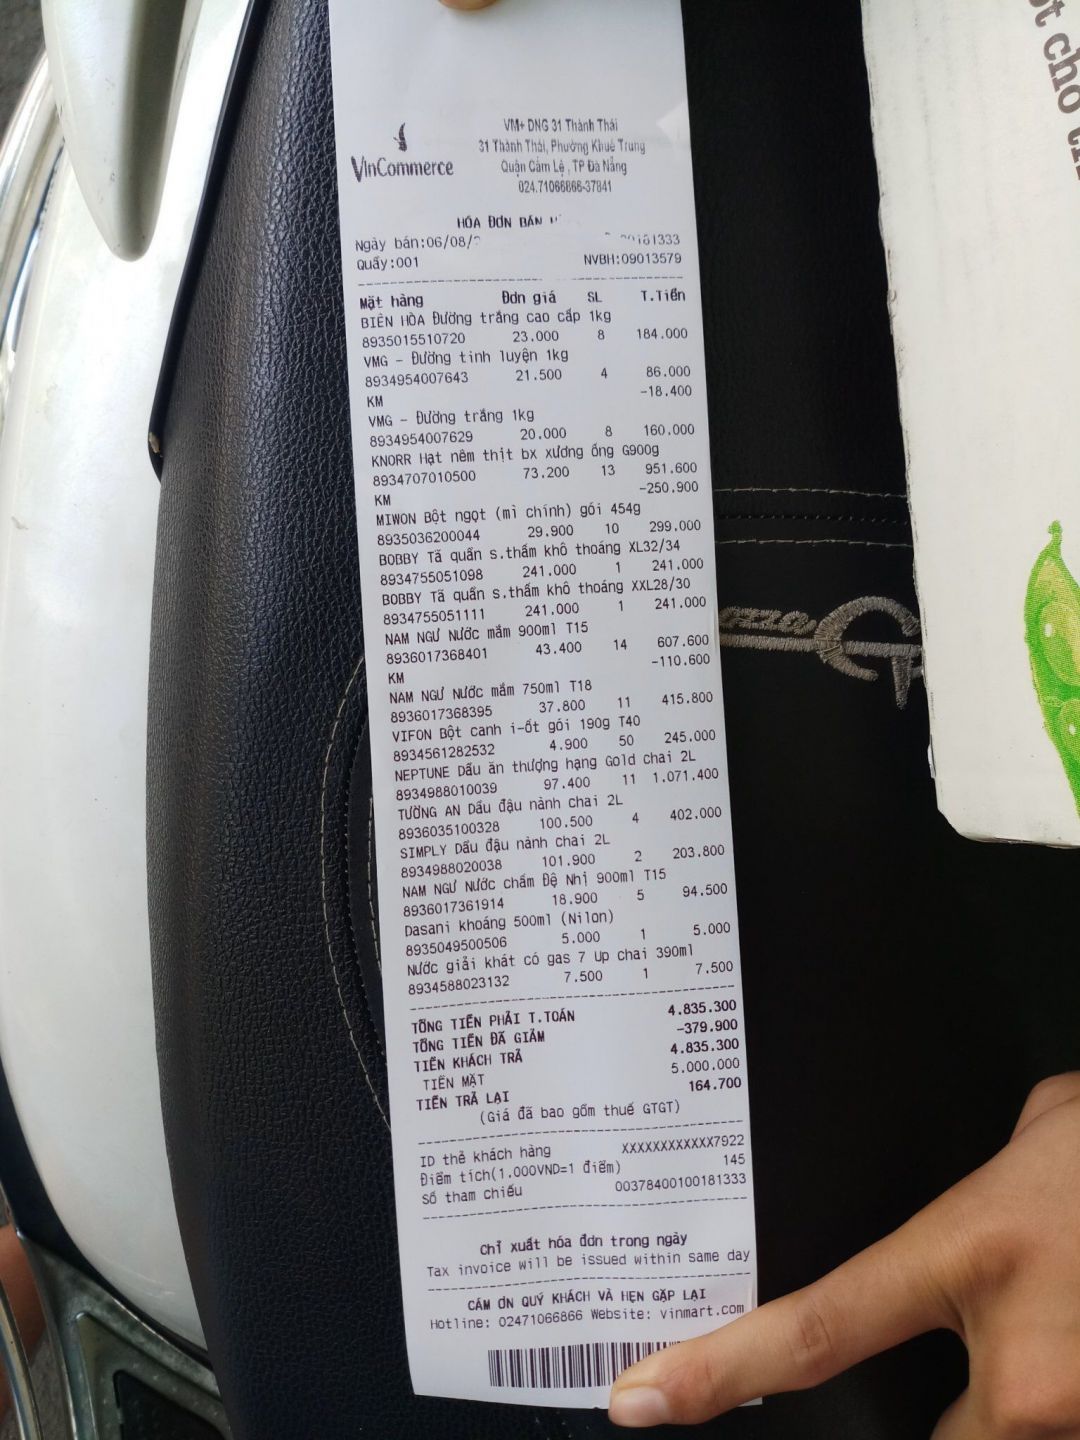 VinCommerce
VM+ DNG 31 Thành Thái
31 Thành Thái, Phường Khuê Trung
Quận Cẩm Lệ , TP Đà Nẵng
024.71066866-37841
HÓA ĐƠN BÁN
Ngày bán:06/08/
Quầy:001 NVBH:09013579
Mặt hàng Đơn giá SL T.Tiền
BIÊN HÒA Đường trắng cao cấp 1kg
8935015510720 23.000 8 184.000
VMG - Đường tinh luyện 1kg
8934954007643 21.500 4 86.000
KM -18.400
VMG - Đường trắng 1kg
8934954007629 20.000 8 160.000
KNORR Hạt nêm thịt bx xương ống G900g
8934707010500 73.200 13 951.600
KM -250.900
MIWON Bột ngọt (mì chính) gói 454g
8935036200044 29.900 10 299.000
BOBBY Tã quần s.thấm khô thoáng XL32/34
8934755051098 241.000 1 241.000
BOBBY Tã quần s.thấm khô thoáng XXL28/30
8934755051111 241.000 1 241.000
NAM NGƯ Nước mắm 900ml T15
8936017368401 43.400 14 607.600
KM -110.600
NAM NGƯ Nước mắm 750ml T18
8936017368395 37.800 11 415.800
VIFON Bột canh i-ốt gói 190g T40
8934561282532 4.900 50 245.000
NEPTUNE Dầu ăn thượng hạng Gold chai 2L
8934988010039 97.400 11 1.071.400
TƯỜNG AN Dầu đậu nành chai 2L
8936035100328 100.500 4 402.000
SIMPLY Dầu đậu nành chai 2L
8934988020038 101.900 2 203.800
NAM NGƯ Nước chấm Đệ Nhị 900ml T15
8936017361914 18.900 5 94.500
Dasani khoáng 500ml (Nilon)
8935049500506 5.000 1 5.000
Nước giải khát có gas 7 Up chai 390ml
8934588023132 7.500 1 7.500
TỔNG TIỀN PHẢI T.TOÁN 4.835.300
TỔNG TIỀN ĐÃ GIẢM -379.900
TIỀN KHÁCH TRẢ 4.835.300
TIỀN MẶT 5.000.000
TIỀN TRẢ LẠI 164.700
(Giá đã bao gồm thuế GTGT)
ID thẻ khách hàng XXXXXXXXXXXX7922
Điểm tích(1.000VND=1 điểm) 145
Số tham chiếu 00378400100181333
Chỉ xuất hóa đơn trong ngày
Tax invoice will be issued within same day
CÁM ƠN QUÝ KHÁCH VÀ HẸN GẶP LẠI
Hotline: 02471066866 Website: vinmart.com
cho